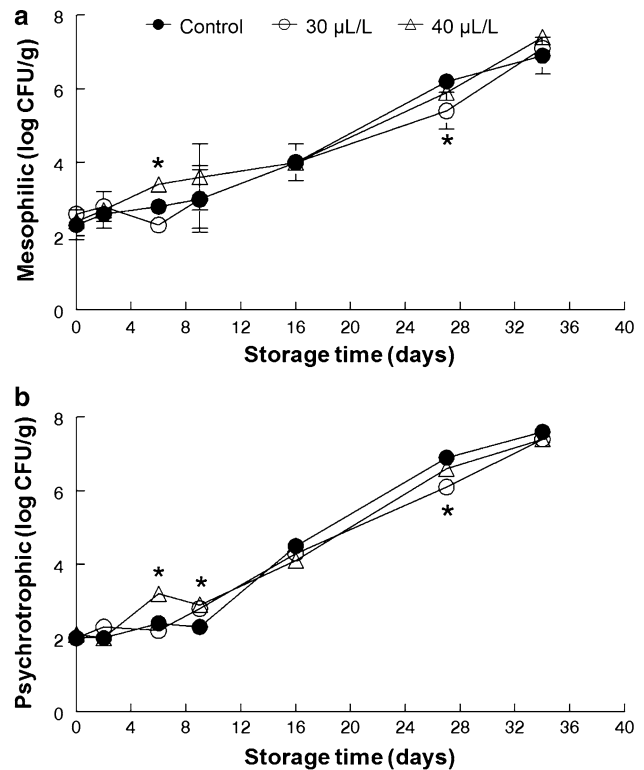 a
Control 30 µL/L 40 µL/L
Mesophilic (log CFU/g)
8
6
4
2
0
*
*
0 4 8 12 16 20 24 28 32 36 40
Storage time (days)
b
Psychrotrophic (log CFU/g)
8
6
4
2
0
*
*
*
0 4 8 12 16 20 24 28 32 36 40
Storage time (days)